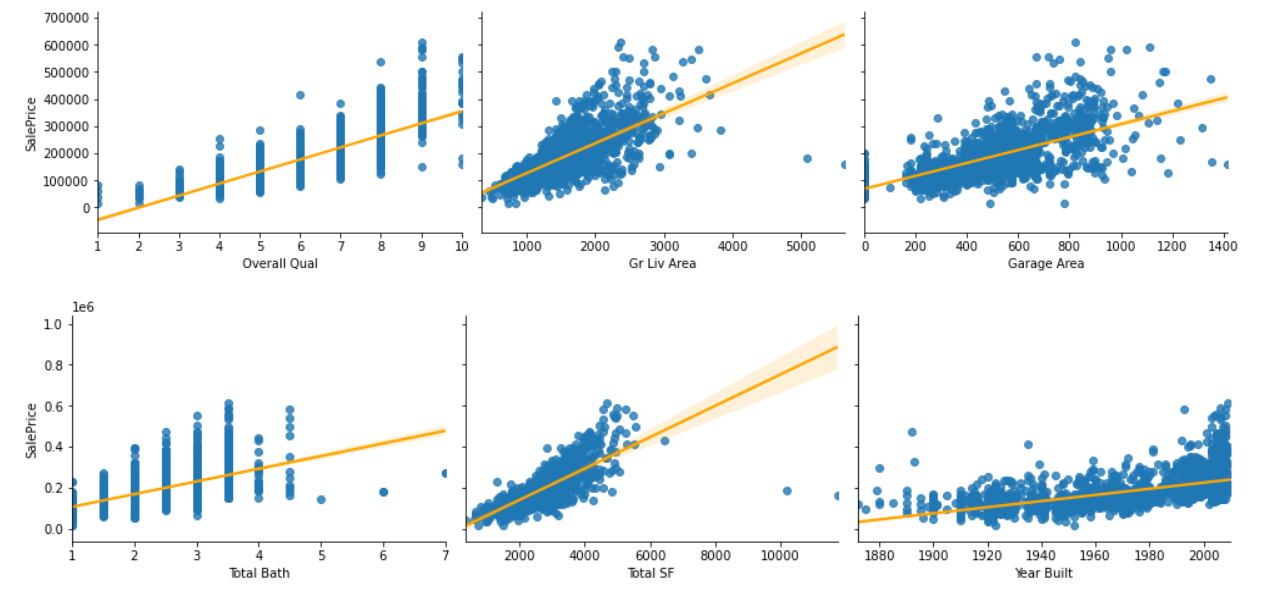 700000
600000
500000
400000
300000
200000
100000
0
SalePrice
1 2 3 4 5 6 7 8 9 10
Overall Qual
1000 2000 3000 4000 5000
Gr Liv Area
0 200 400 600 800 1000 1200 1400
Garage Area
1e6
1.0
0.8
0.6
0.4
0.2
0.0
SalePrice
1 2 3 4 5 6 7
Total Bath
2000 4000 6000 8000 10000
Total SF
1880 1900 1920 1940 1960 1980 2000
Year Built